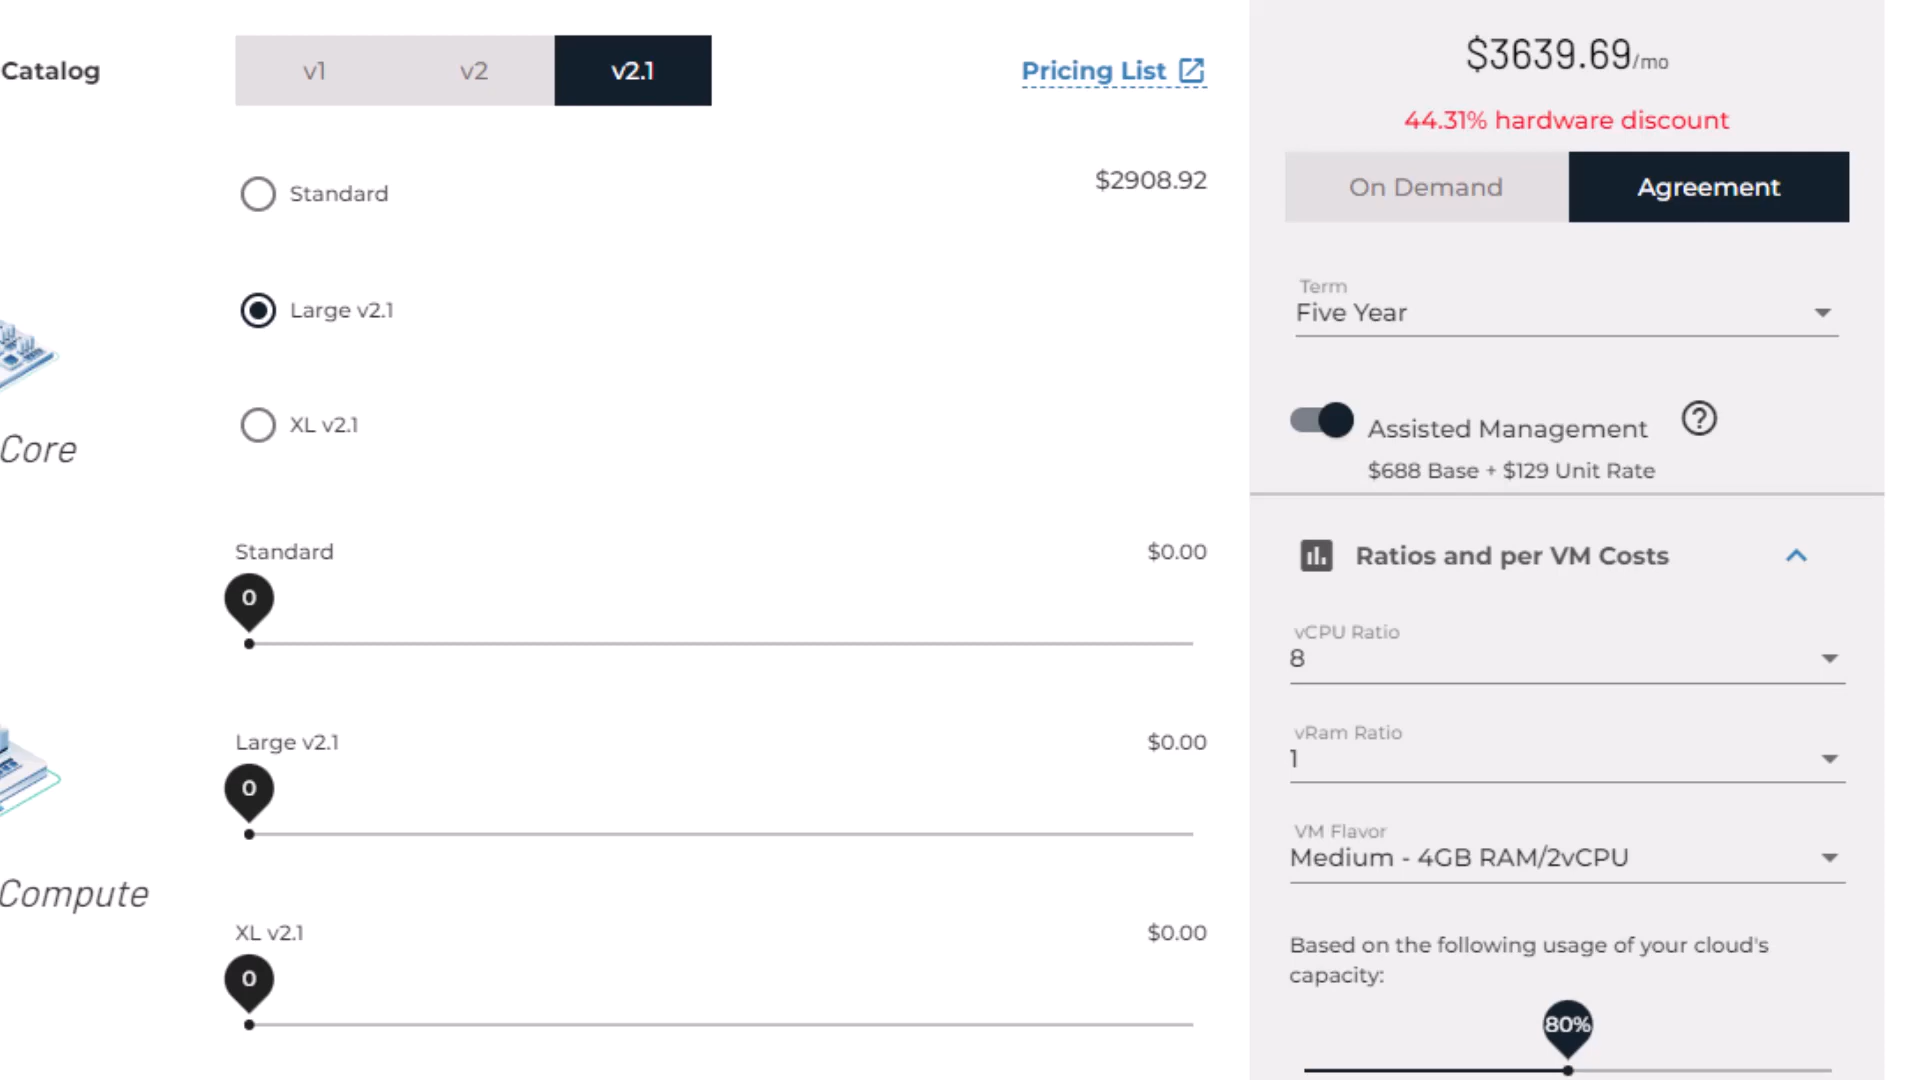 Catalog
v1
v2
v2.1
Pricing List
Standard
$2908.92
Large v2.1
XL v2.1
Core
Standard
$0.00
0
Large v2.1
$0.00
0
Compute
XL v2.1
$0.00
0
$3639.69/mo
44.31% hardware discount
On Demand
Agreement
Term
Five Year
Assisted Management
$688 Base + $129 Unit Rate
Ratios and per VM Costs
vCPU Ratio
8
vRam Ratio
1
VM Flavor
Medium - 4GB RAM/2vCPU
Based on the following usage of your cloud's
capacity:
80%